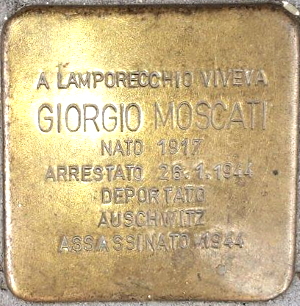 A LAMPORECCHIO VIVEVA
GIORGIO MOSCATI
NATO 1917
ARRESTATO 26.1.1944
DEPORTATO
AUSCHWITZ
ASSASSINATO 1944